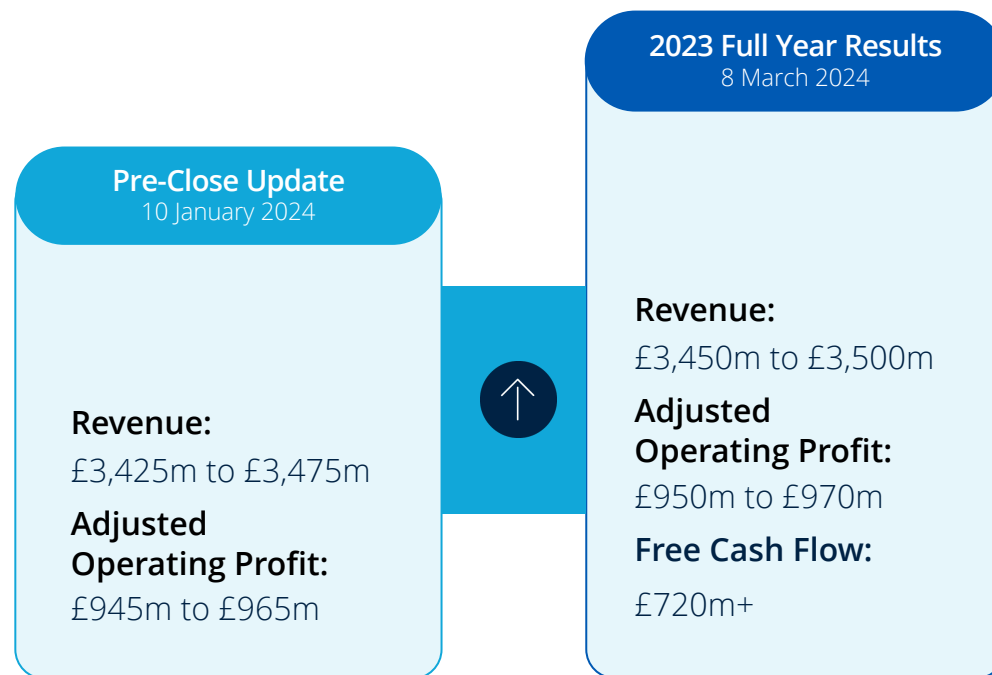 Pre-Close Update
10 January 2024
Revenue:
£3,425m to £3,475m
Adjusted
Operating Profit:
£945m to £965m
2023 Full Year Results
8 March 2024
Revenue:
£3,450m to £3,500m
Adjusted
Operating Profit:
£950m to £970m
Free Cash Flow:
£720m+